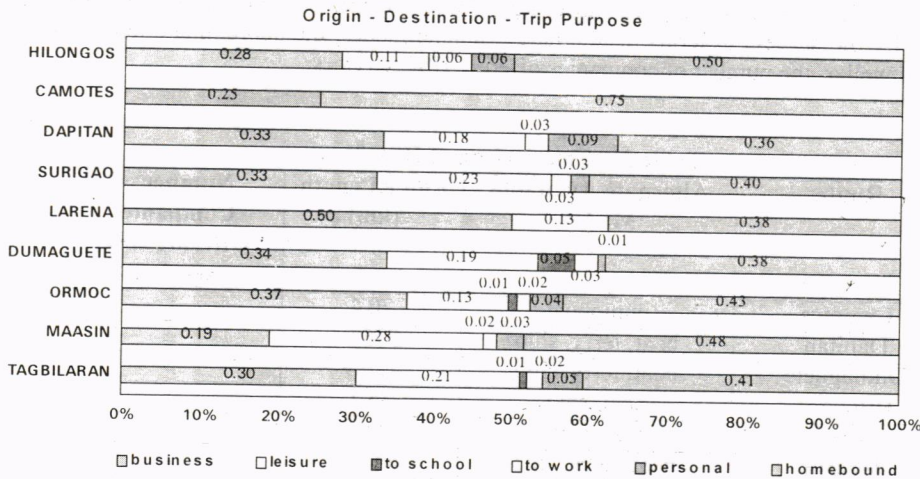 Origin - Destination - Trip Purpose
HILONGOS 0.28 0.11 0.06 0.06 0.50
CAMOTES 0.25 0.75
0.03
DAPITAN 0.33 0.18 0.09 0.36
0.03
SURIGAO 0.33 0.23 0.40
0.03
LARENA 0.50 0.13 0.38
0.01
DUMAGUETE 0.34 0.19 0.05 0.38
0.01 0.02 0.03
ORMOC 0.37 0.13 0.04 0.43
0.02 0.03
MAASIN 0.19 0.28 0.48
0.01 0.02
TAGBILARAN 0.30 0.21 0.05 0.41
0% 10% 20% 30% 40% 50% 60% 70% 80% 90% 100%
business leisure to school to work personal homebound